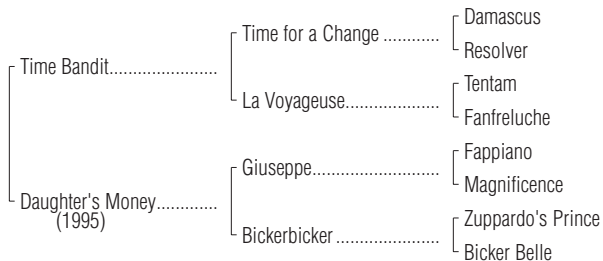 Damascus
Time for a Change ............
Resolver
Time Bandit.......................
Tentam
La Voyageuse....................
Fanfreluche
Fappiano
Giuseppe...........................
Magnificence
Daughter's Money.............
(1995)
Zuppardo's Prince
Bickerbicker ......................
Bicker Belle